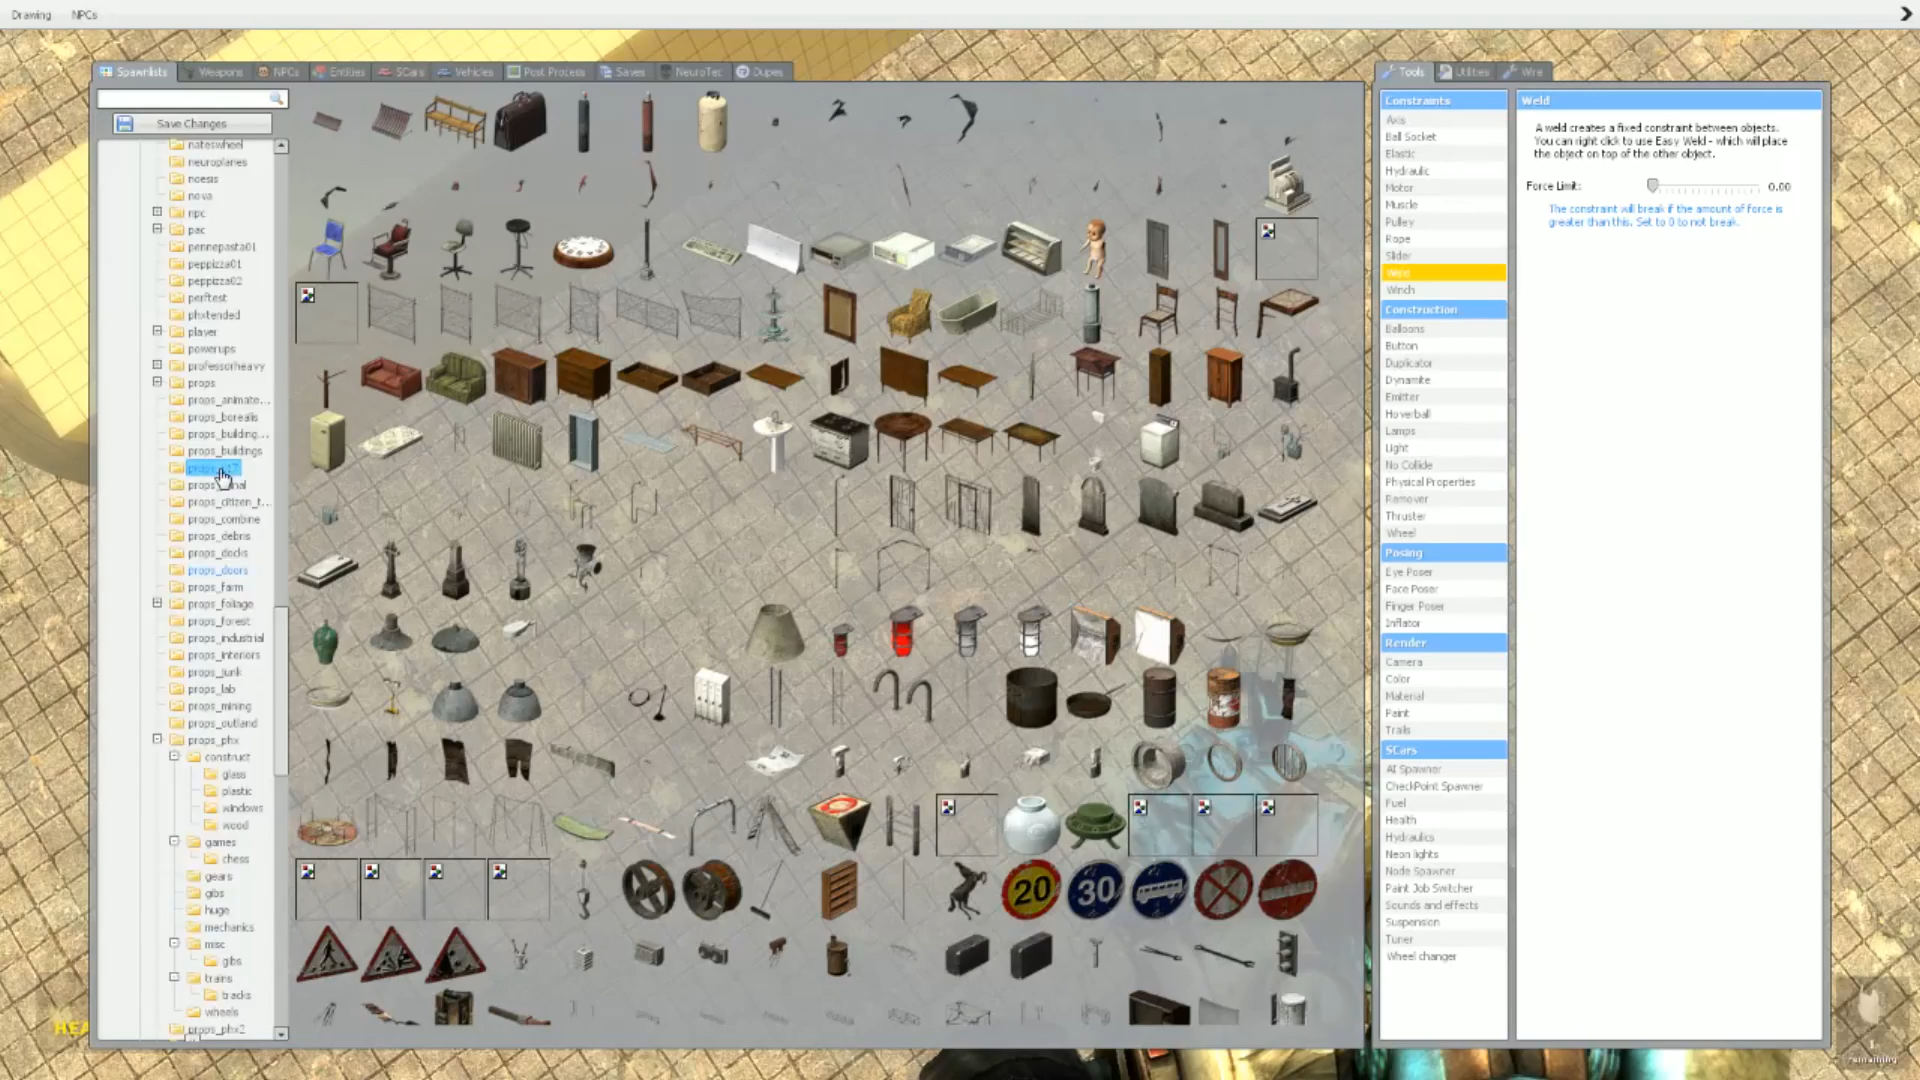 Drawing NPCs
Spawnlists Weapons NPCs Entities SCars Vehicles Post Process Saves NeuroTec Dupes
Save Changes
nateswheel
neuroplanes
noesis
nova
npc
pac
pennepasta01
peppizza01
peppizza02
perftest
phxtended
player
powerups
professorheavy
props
props_animate...
props_borealis
props_building...
props_buildings
props_citizen_t...
props_combine
props_debris
props_docks
props_doors
props_farm
props_foliage
props_forest
props_industrial
props_interiors
props_junk
props_lab
props_mining
props_outland
props_phx
construct
glass
plastic
windows
wood
games
chess
gears
gibs
huge
mechanics
misc
gibs
trains
tracks
wheels
props_phx2
20
30
Tools Utilities Wire
Constraints
Axis
Ball Socket
Elastic
Hydraulic
Motor
Muscle
Pulley
Rope
Slider
Weld
Winch
Construction
Balloons
Button
Duplicator
Dynamite
Emitter
Hoverball
Lamps
Light
No Collide
Physical Properties
Remover
Thruster
Wheel
Posing
Eye Poser
Face Poser
Finger Poser
Inflator
Render
Camera
Color
Material
Paint
Trails
SCars
AI Spawner
CheckPoint Spawner
Fuel
Health
Hydraulics
Neon lights
Node Spawner
Paint Job Switcher
Sounds and effects
Suspension
Tuner
Wheel changer
Weld
A weld creates a fixed constraint between objects.
You can right click to use Easy Weld - which will place
the object on top of the other object.
Force Limit: 0.00
The constraint will break if the amount of force is
greater than this. Set to 0 to not break.
HEA
1
remaining